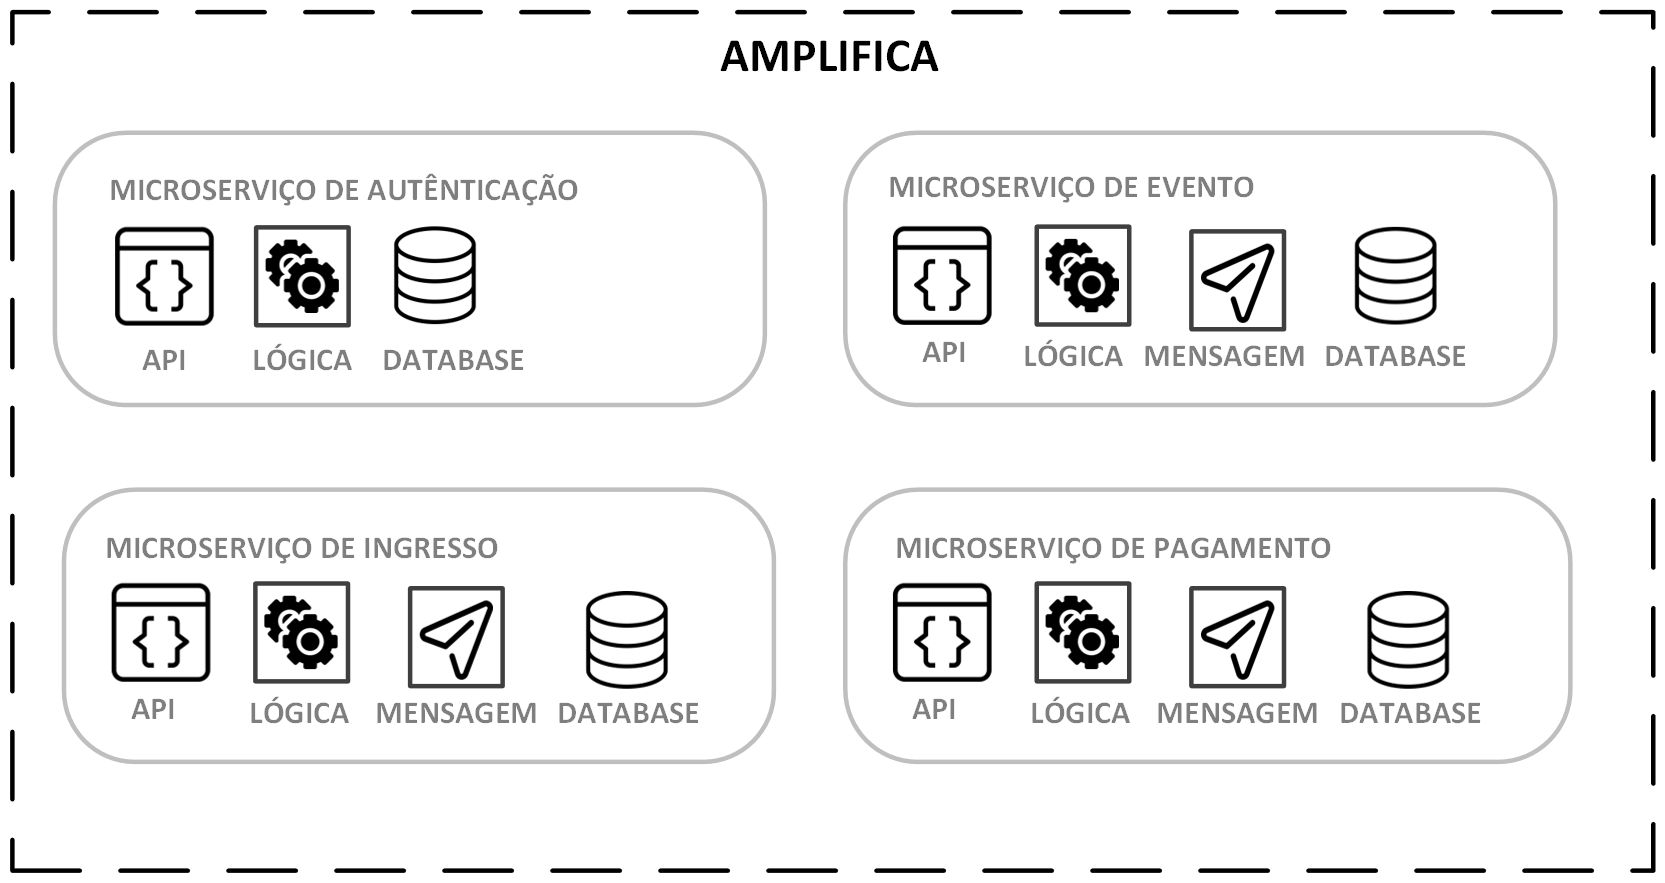 AMPLIFICA
MICROSERVIÇO DE AUTÊNTICAÇÃO
API LÓGICA DATABASE
MICROSERVIÇO DE EVENTO
API LÓGICA MENSAGEM DATABASE
MICROSERVIÇO DE INGRESSO
API LÓGICA MENSAGEM DATABASE
MICROSERVIÇO DE PAGAMENTO
API LÓGICA MENSAGEM DATABASE